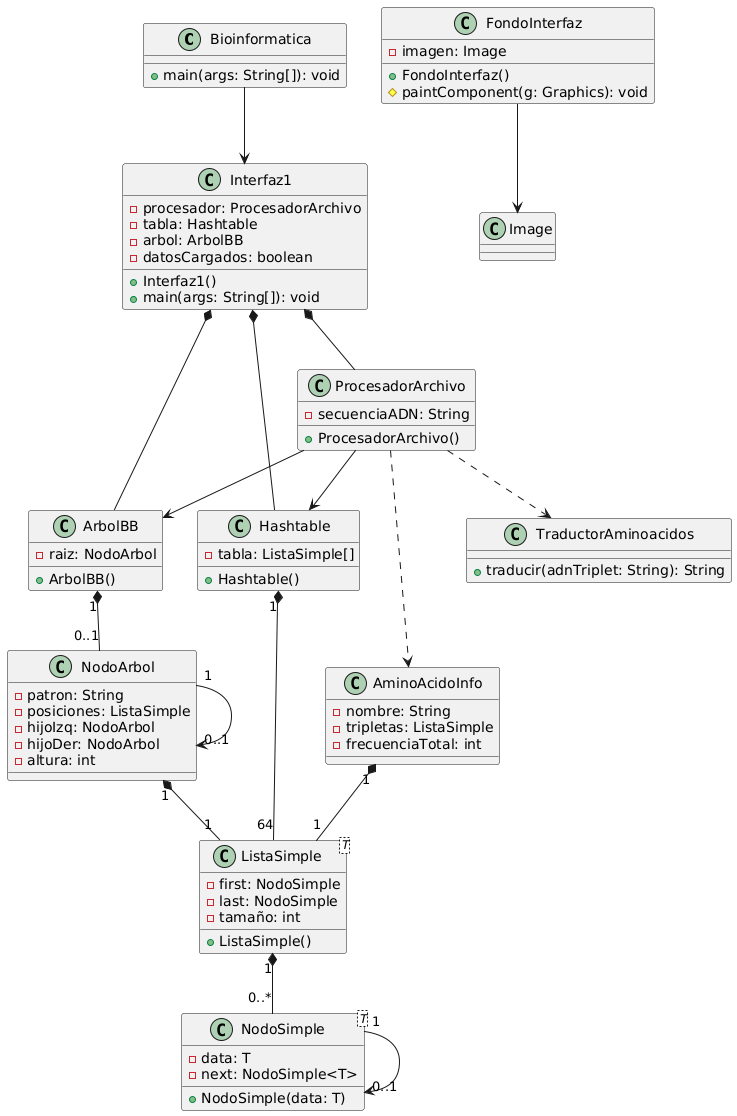 C Bioinformatica
main(args: String[]): void
C FondoInterfaz
imagen: Image
FondoInterfaz()
paintComponent(g: Graphics): void
C Interfaz1
procesador: ProcesadorArchivo
tabla: Hashtable
arbol: ArbolBB
datosCargados: boolean
Interfaz1()
main(args: String[]): void
C Image
C ProcesadorArchivo
secuenciaADN: String
ProcesadorArchivo()
C ArbolBB
raiz: NodoArbol
ArbolBB()
C Hashtable
tabla: ListaSimple[]
Hashtable()
C TraductorAminoacidos
traducir(adnTriplet: String): String
1
0..1
1
C NodoArbol
patron: String
posiciones: ListaSimple
hijoIzq: NodoArbol
hijoDer: NodoArbol
altura: int
1
0..1
C AminoAcidoInfo
nombre: String
tripletas: ListaSimple
frecuenciaTotal: int
1
1
64
1
1
C ListaSimple T
first: NodoSimple
last: NodoSimple
tamaño: int
ListaSimple()
1
0..*
C NodoSimple T
data: T
next: NodoSimple<T>
NodoSimple(data: T)
1
0..1